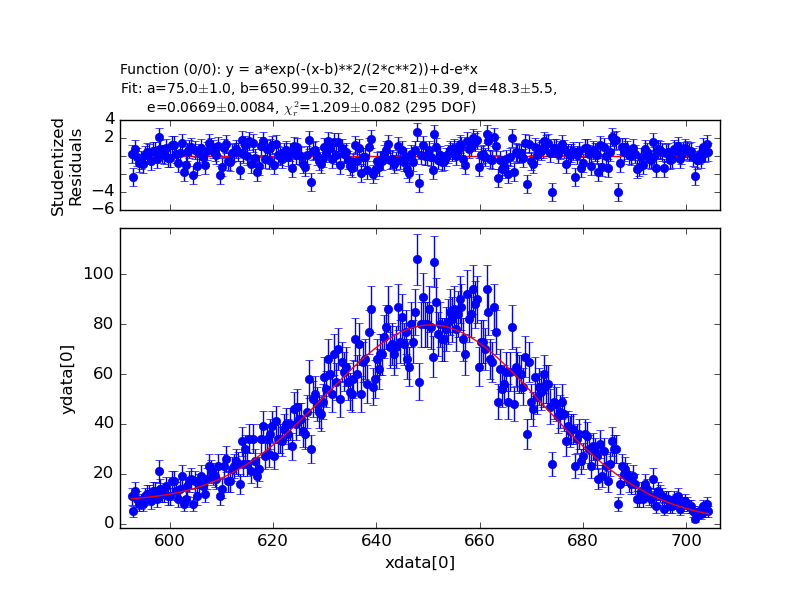 Function (0/0): y = a*exp(-(x-b)**2/(2*c**2))+d-e*x
Fit: a=75.0±1.0, b=650.99±0.32, c=20.81±0.39, d=48.3±5.5,
e=0.0669±0.0084, χ²ᵣ=1.209±0.082 (295 DOF)
Studentized
Residuals
4
2
−4
−6
ydata[0]
100
80
60
40
20
0
600 620 640 660 680 700
xdata[0]